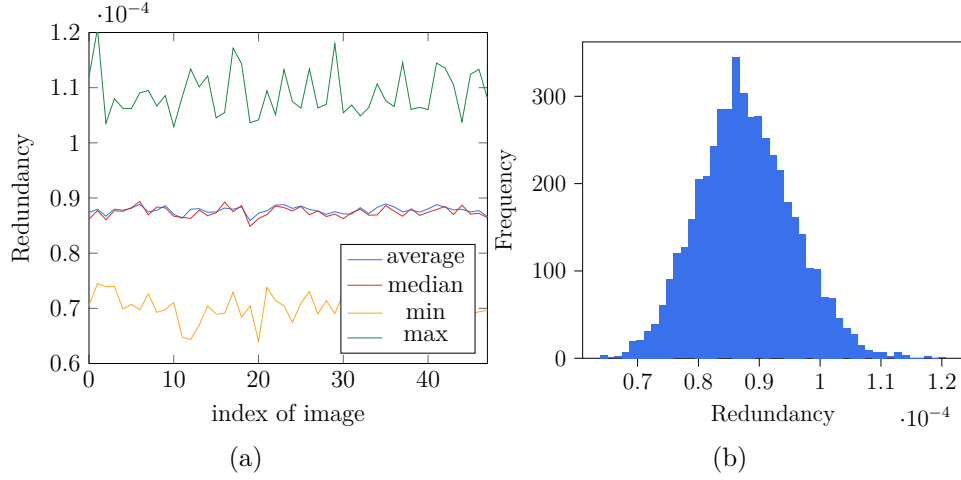 ·10−4
1.2
1.1
1
0.9
0.8
0.7
0.6
Redundancy
average
median
min
max
0
10
20
30
40
index of image
(a)
300
200
100
0
Frequency
0.7
0.8
0.9
1
1.1
1.2
Redundancy
·10−4
(b)